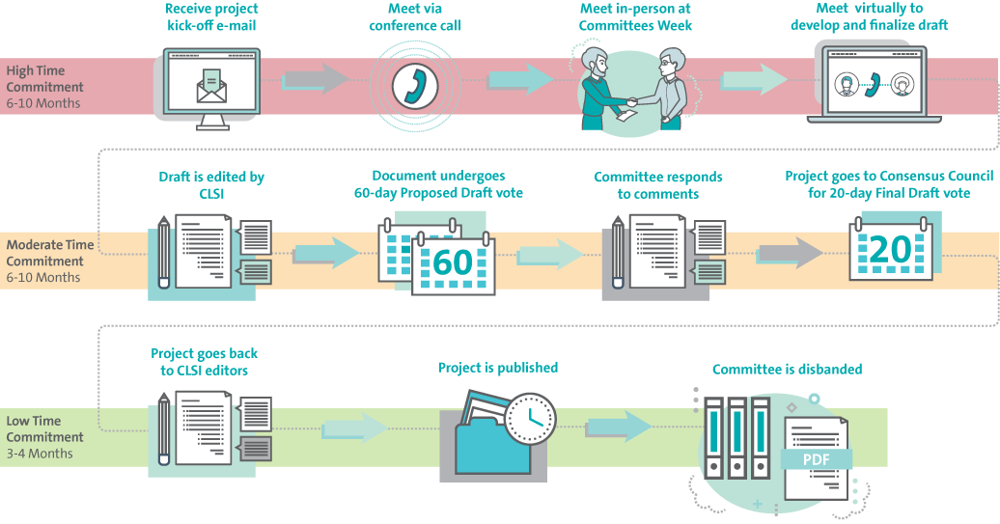 Receive project
kick-off e-mail
Meet via
conference call
Meet in-person at
Committees Week
Meet virtually to
develop and finalize draft
High Time
Commitment
6-10 Months
Draft is edited by
CLSI
Document undergoes
60-day Proposed Draft vote
Committee responds
to comments
Project goes to Consensus Council
for 20-day Final Draft vote
Moderate Time
Commitment
6-10 Months
60
20
Project goes back
to CLSI editors
Project is published
Committee is disbanded
Low Time
Commitment
3-4 Months
PDF